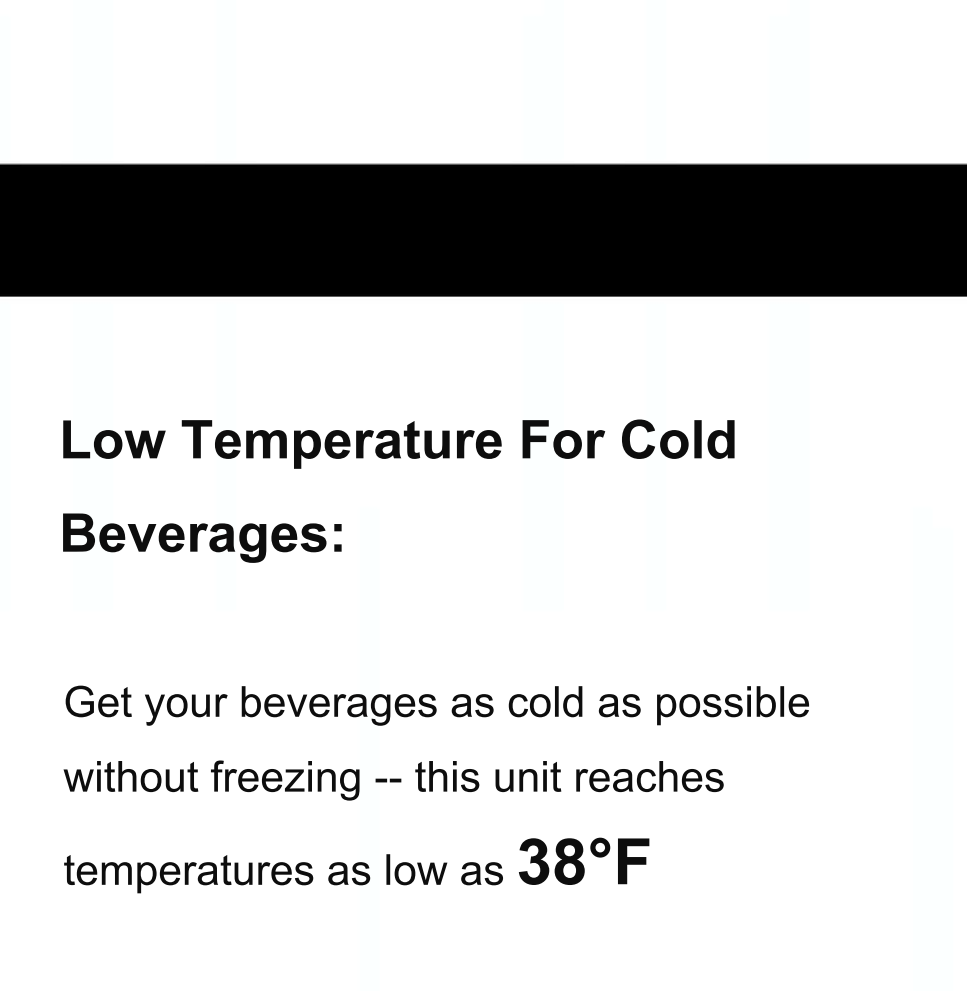 Low Temperature For Cold
Beverages:
Get your beverages as cold as possible
without freezing -- this unit reaches
temperatures as low as 38°F